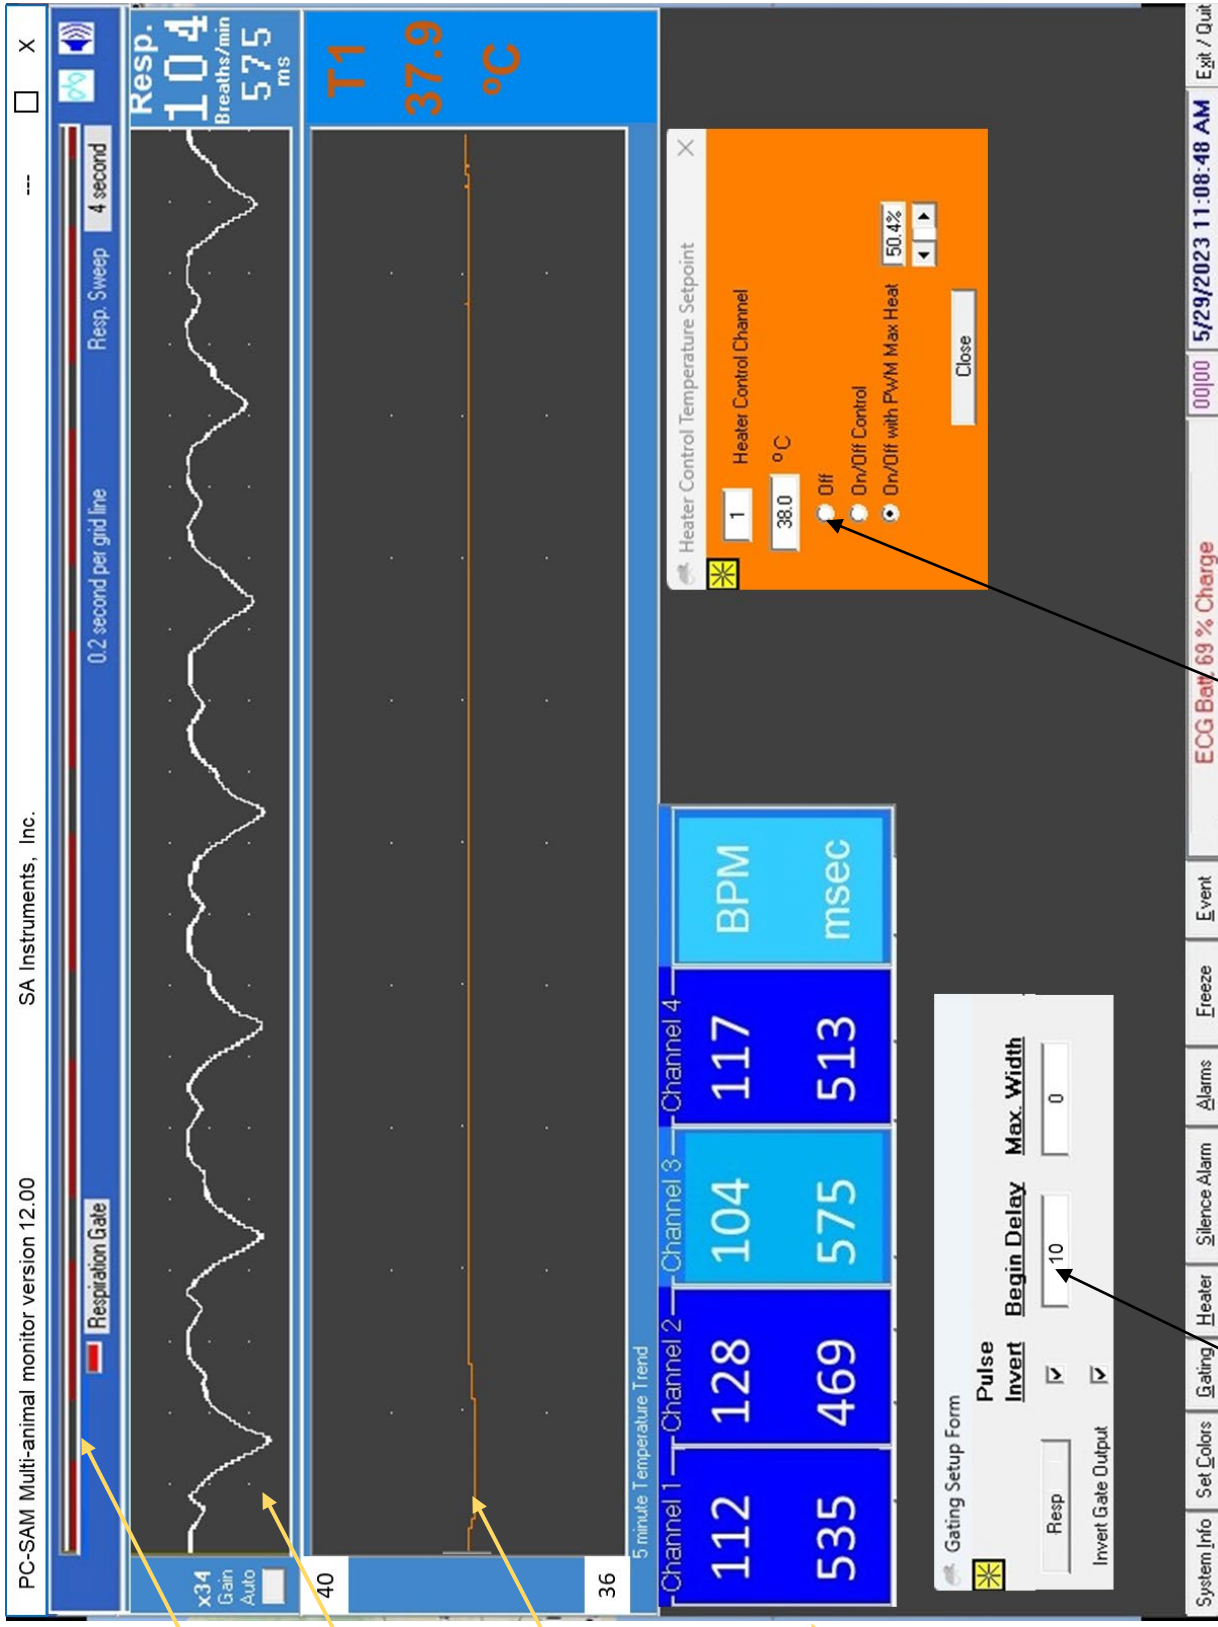 PC-SAM Multi-animal monitor version 12.00 SA Instruments, Inc. --- X
Respiration Gate 0.2 second per grid line Resp. Sweep 4 second
x34
Gain
Auto
Resp.
104
Breaths/min
575
ms
40
36
T1
37.9
ºC
5 minute Temperature Trend
Channel 1 Channel 2 Channel 3 Channel 4
112 128 104 117 BPM
535 469 575 513 msec
Heater Control Temperature Setpoint
1 Heater Control Channel
38.0 ºC
Off
On/Off Control
On/Off with PWM Max Heat 50.4%
Close
Gating Setup Form
Pulse
Invert Begin Delay Max. Width
Resp 10 0
Invert Gate Output
System Info Set Colors Gating Heater Silence Alarm Alarms Freeze Event ECG Batt- 69 % Charge 00|00 5/29/2023 11:08:48 AM Exit / Quit